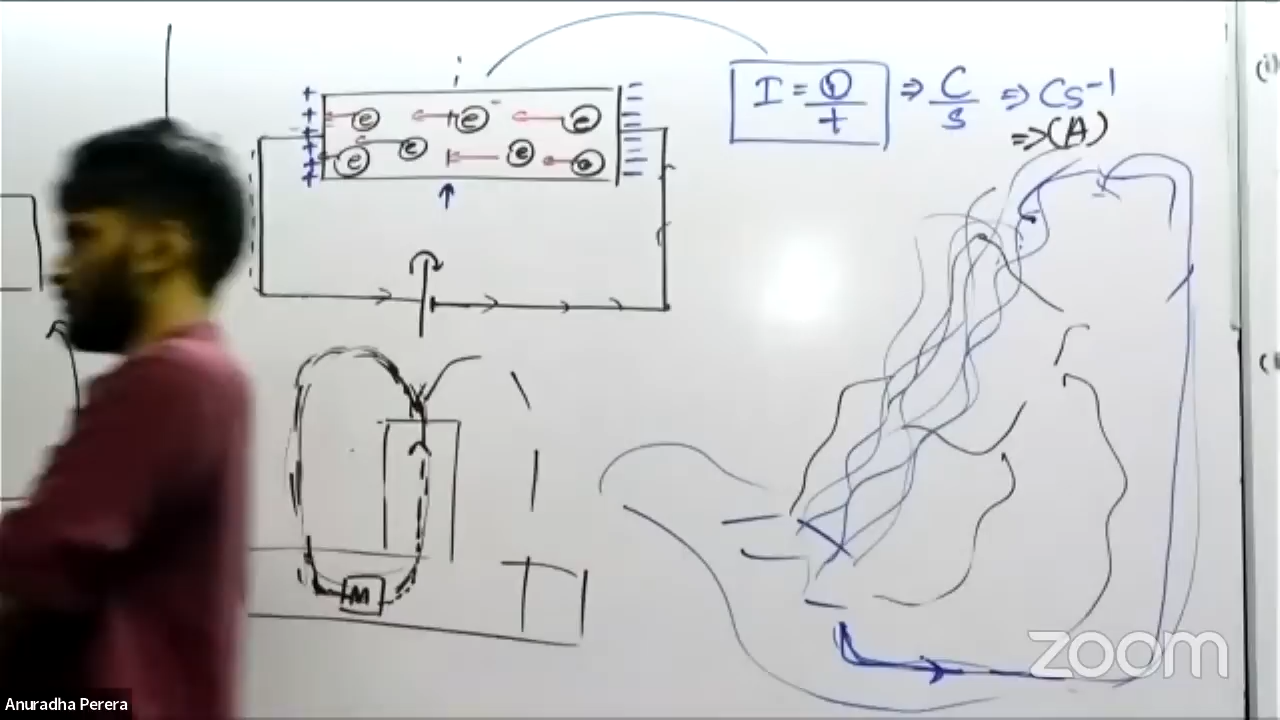 i
+ e e - e -
+ e e e e -
I = Q/t ⇒ C/s ⇒ Cs⁻¹
⇒ (A)
M
(i)
zoom
Anuradha Perera